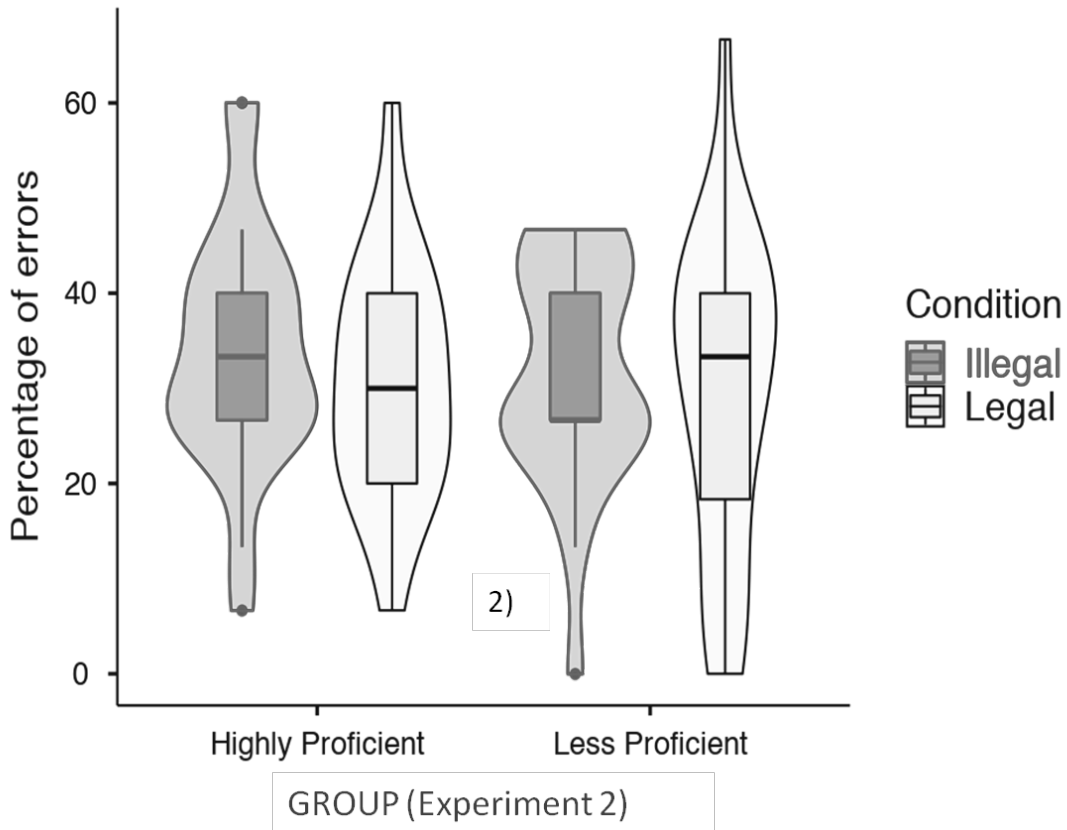 Percentage of errors
60
40
20
0
2)
Highly Proficient
Less Proficient
GROUP (Experiment 2)
Condition
Illegal
Legal